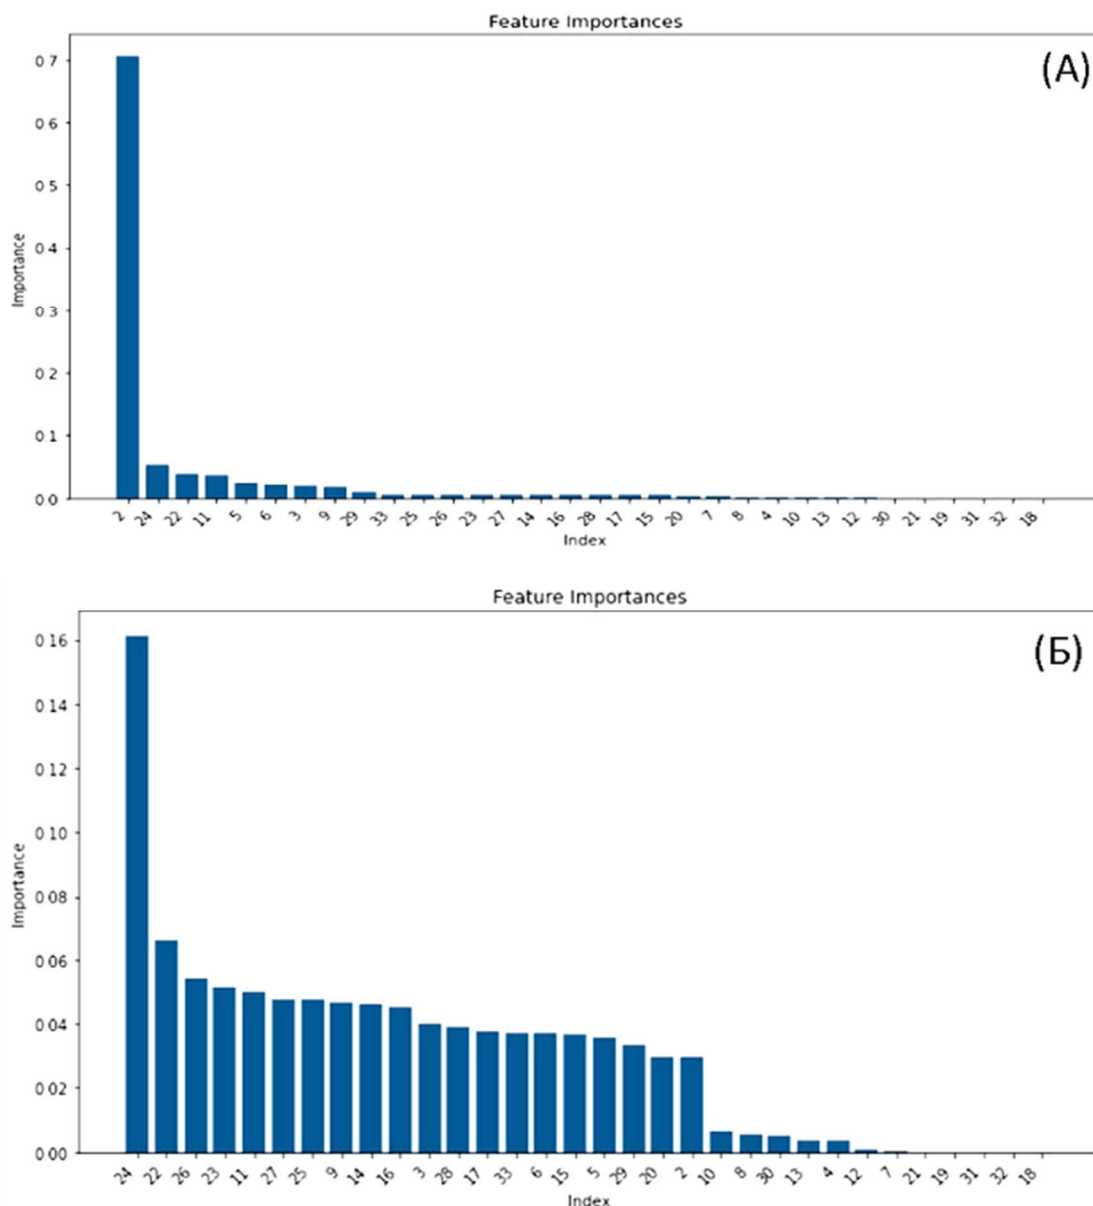 Feature Importances
(А)
0 7
0 6
0 5
0 4
0 3
0 2
0 1
0 0
Importance
2 24 22 11 5 6 3 9 29 33 25 26 23 27 14 16 28 17 15 20 7 8 4 10 13 12 30 21 19 31 32 18
Index
Feature Importances
(Б)
0 16
0 14
0 12
0 10
0 08
0 06
0 04
0 02
0 00
Importance
24 22 26 23 11 27 25 9 14 16 3 28 17 33 6 15 5 29 20 2 10 8 30 13 4 12 7 21 19 31 32 18
Index